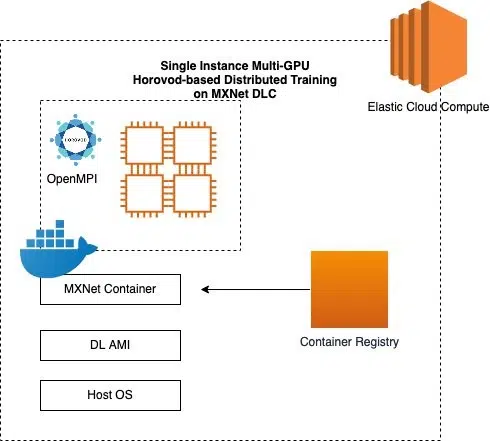 Single Instance Multi-GPU
Horovod-based Distributed Training
on MXNet DLC
Elastic Cloud Compute
HOROVOD
OpenMPI
MXNet Container
Container Registry
DL AMI
Host OS